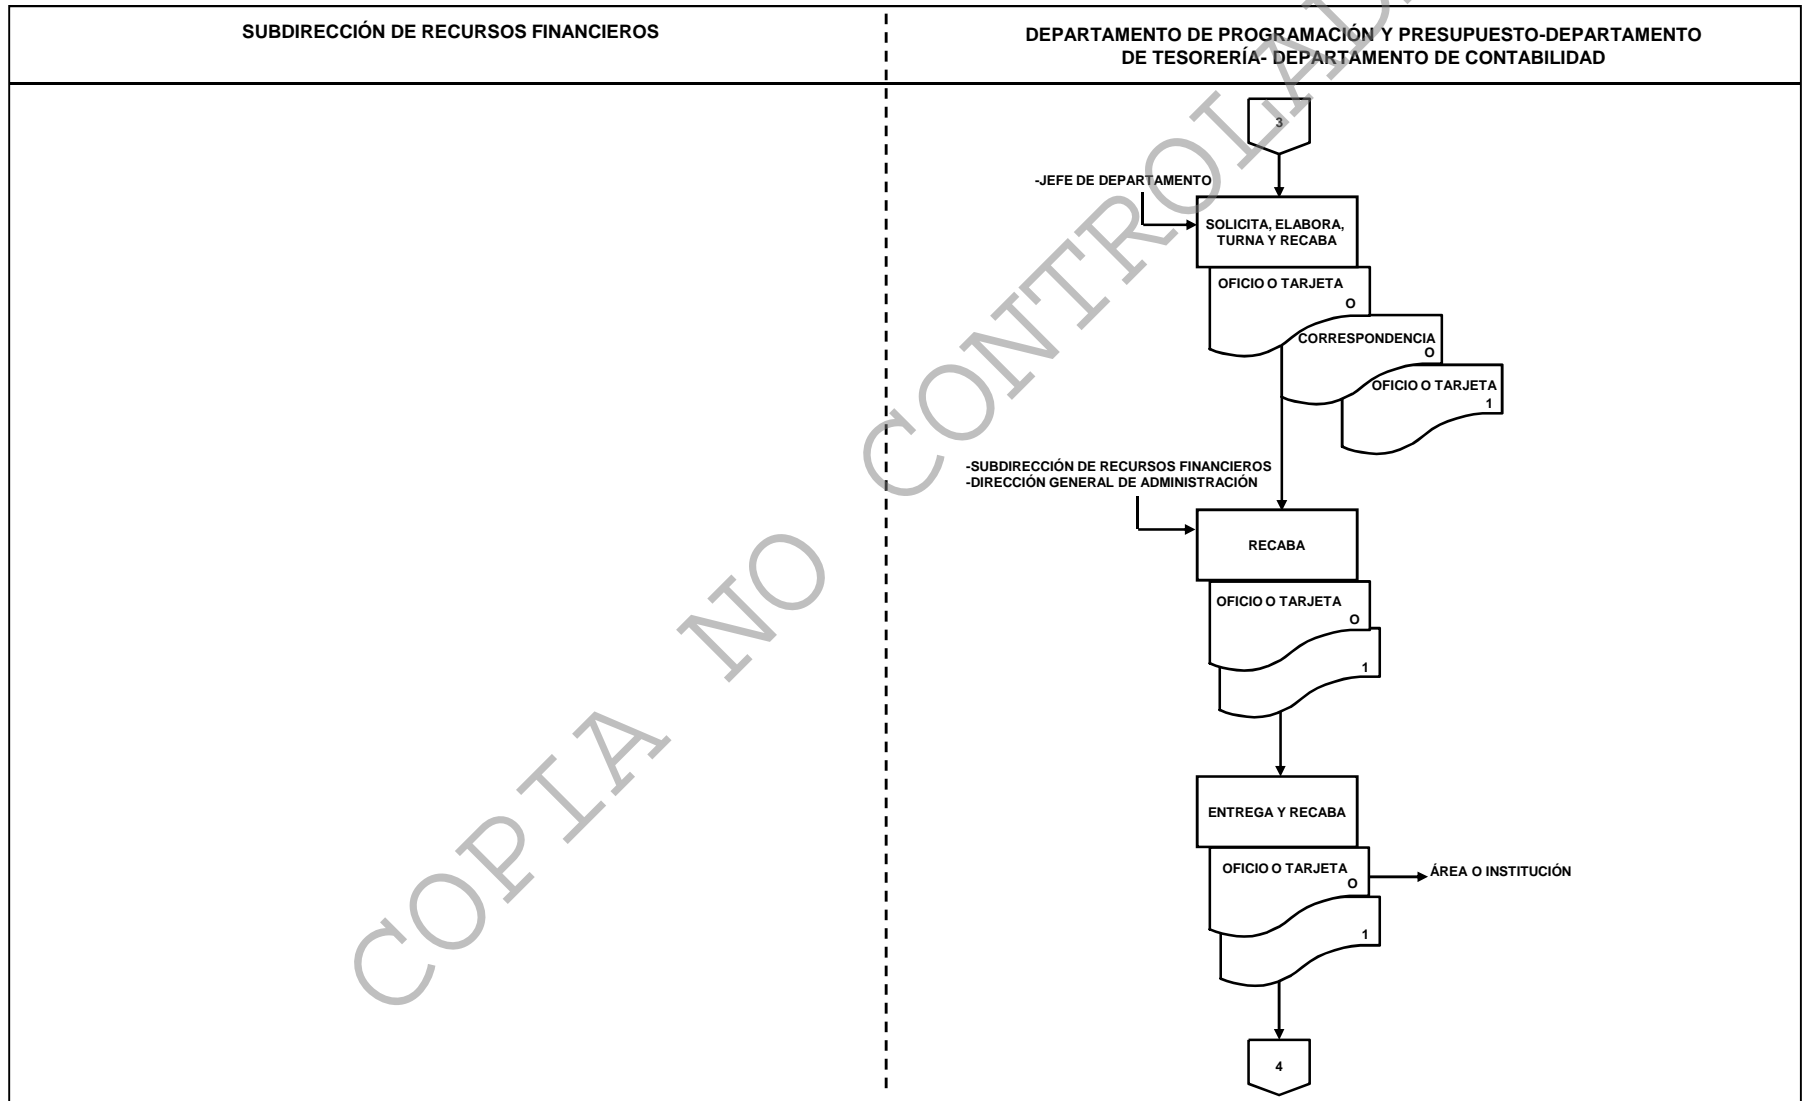 SUBDIRECCIÓN DE RECURSOS FINANCIEROS
DEPARTAMENTO DE PROGRAMACIÓN Y PRESUPUESTO-DEPARTAMENTO
DE TESORERÍA- DEPARTAMENTO DE CONTABILIDAD
3
-JEFE DE DEPARTAMENTO
SOLICITA, ELABORA,
TURNA Y RECABA
OFICIO O TARJETA
O
CORRESPONDENCIA
O
OFICIO O TARJETA
1
-SUBDIRECCIÓN DE RECURSOS FINANCIEROS
-DIRECCIÓN GENERAL DE ADMINISTRACIÓN
RECABA
OFICIO O TARJETA
O
1
ENTREGA Y RECABA
OFICIO O TARJETA
O
ÁREA O INSTITUCIÓN
1
4
COPIA NO CONTROLAD